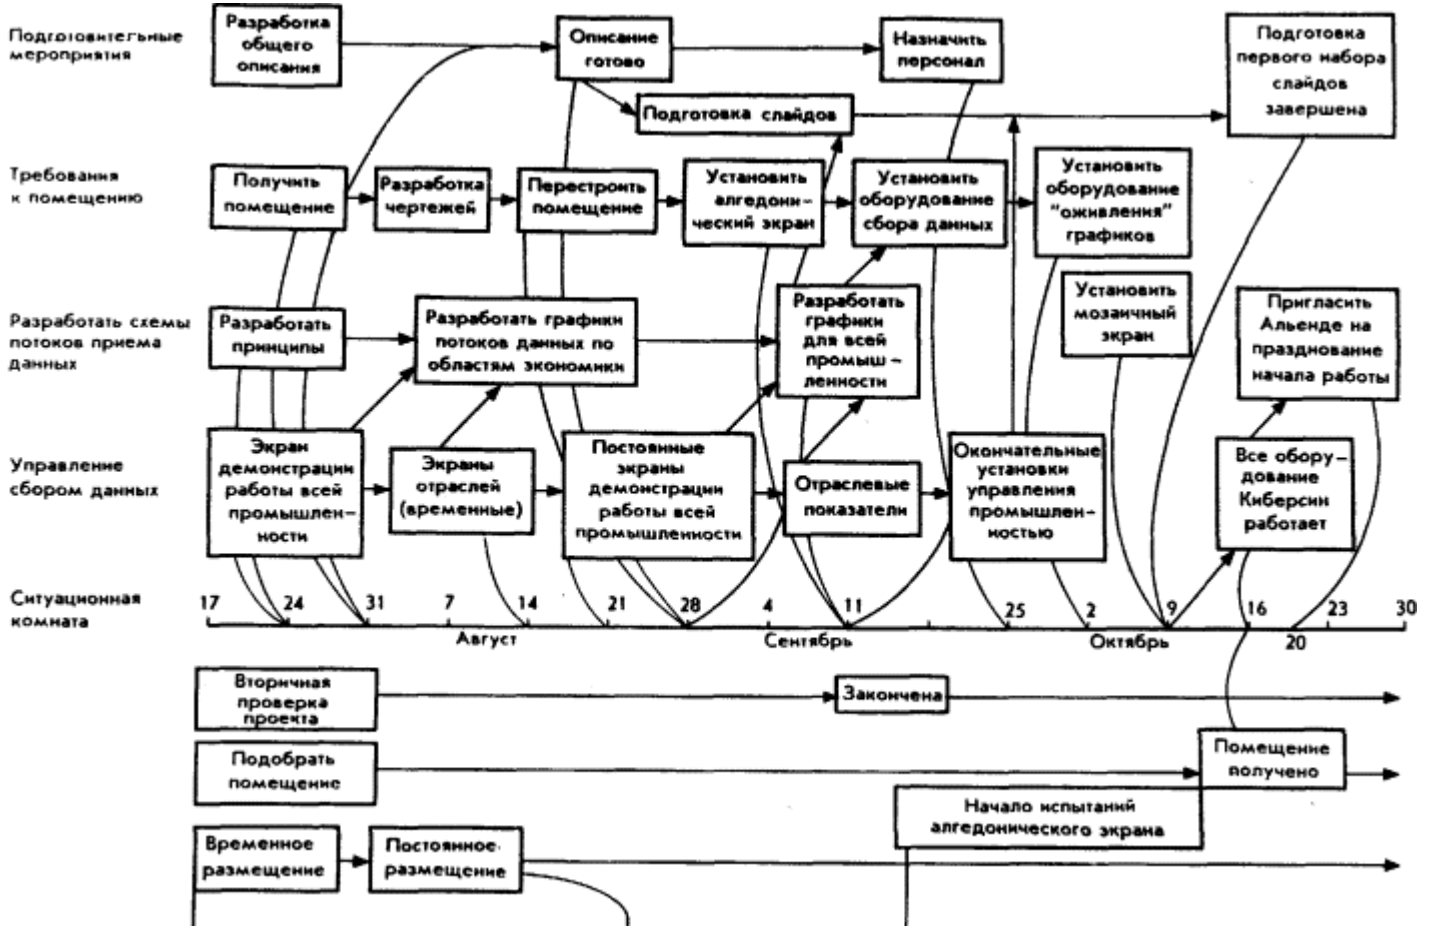 Подготовительные
мероприятия
Разработка
общего
описания
Описание
готово
Назначить
персонал
Подготовка
первого набора
слайдов
завершена
Подготовка слайдов
Требования
к помещению
Получить
помещение
Разработка
чертежей
Перестроить
помещение
Установить
алгедони-
ческий экран
Установить
оборудование
сбора данных
Установить
оборудование
"оживления"
графиков
Разработать схемы
потоков приема
данных
Разработать
принципы
Разработать графики
потоков данных по
областям экономики
Разработать
графики
для всей
промыш-
ленности
Установить
мозаичный
экран
Пригласить
Альенде на
празднование
начала работы
Управление
сбором данных
Экран
демонстрации
работы всей
промышлен-
ности
Экраны
отраслей
(временные)
Постоянные
экраны
демонстрации
работы всей
промышленности
Отраслевые
показатели
Окончательные
установки
управления
промышлен-
ностью
Все обору-
дование
Киберсин
работает
Ситуационная
комната
17 24 31 7 14 21 28 4 11 25 2 9 16 23 30
Август Сентябрь Октябрь 20
Вторичная
проверка
проекта
Закончена
Подобрать
помещение
Помещение
получено
Начало испытаний
алгедонического экрана
Временное
размещение
Постоянное
размещение